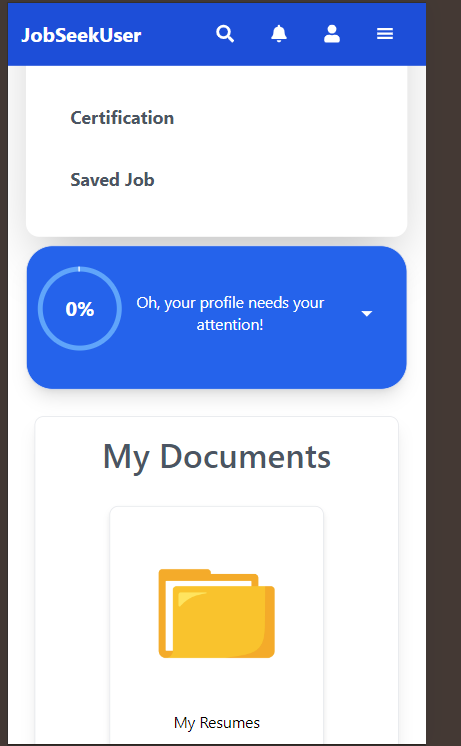 JobSeekUser
Certification
Saved Job
0%
Oh, your profile needs your
attention!
My Documents
My Resumes